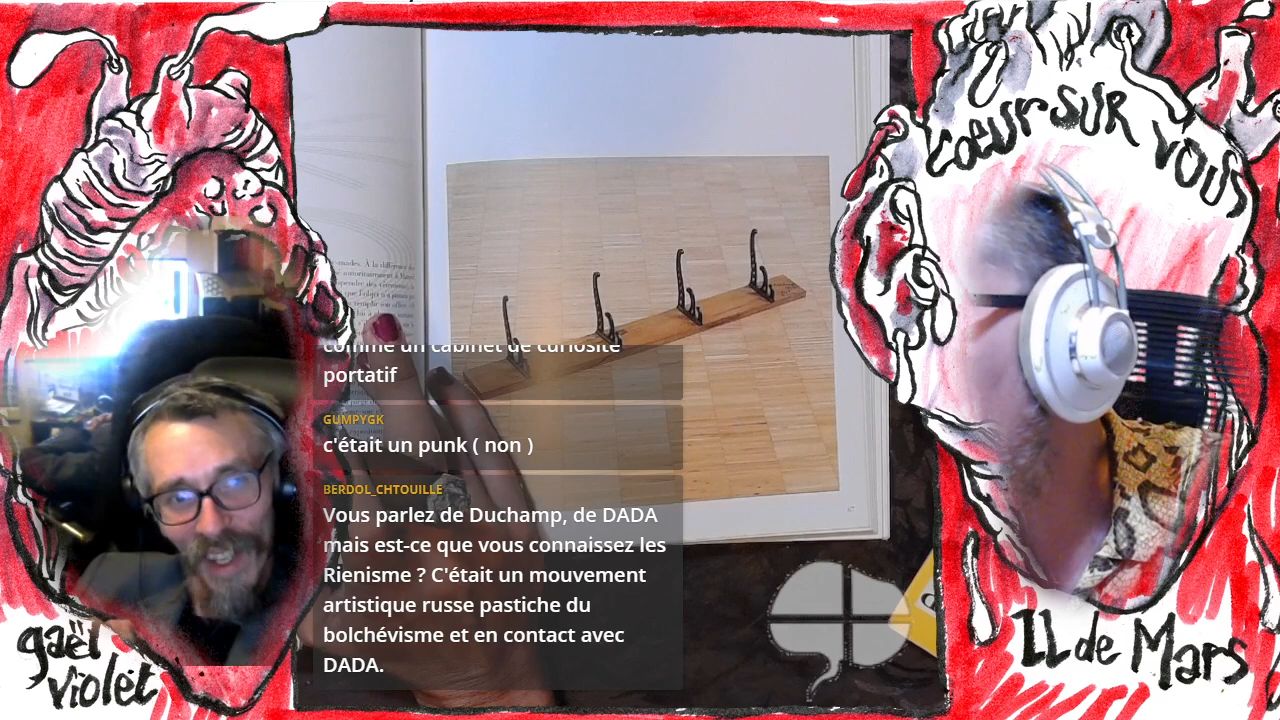 cœur SUR VOUS
comme un cabinet de curiosité
portatif
GUMPYGK
c'était un punk ( non )
BERDOL_CHTOUILLE
Vous parlez de Duchamp, de DADA
mais est-ce que vous connaissez les
Rienisme ? C'était un mouvement
artistique russe pastiche du
bolchévisme et en contact avec
DADA.
gaël
violet
LL de Mars